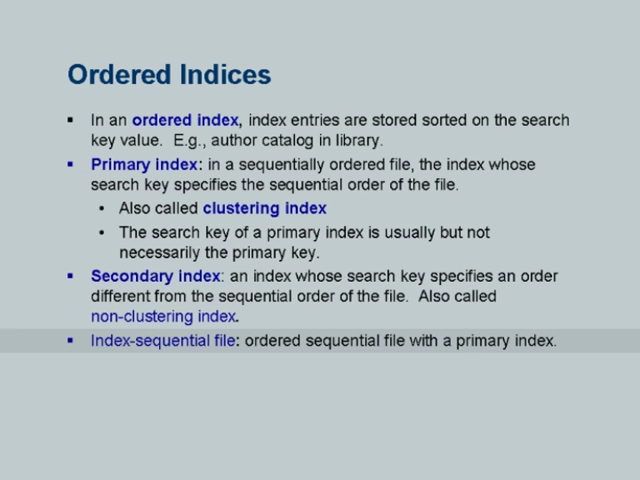 Ordered Indices
▪ In an ordered index, index entries are stored sorted on the search
key value. E.g., author catalog in library.
▪ Primary index: in a sequentially ordered file, the index whose
search key specifies the sequential order of the file.
• Also called clustering index
• The search key of a primary index is usually but not
necessarily the primary key.
▪ Secondary index: an index whose search key specifies an order
different from the sequential order of the file. Also called
non-clustering index.
▪ Index-sequential file: ordered sequential file with a primary index.